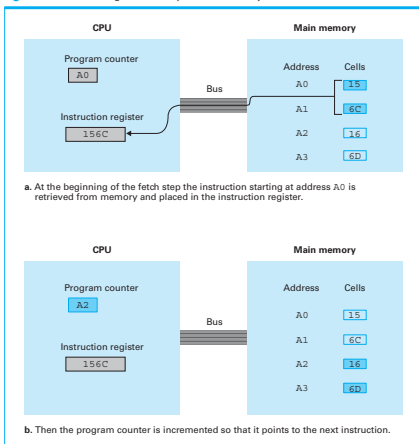 CPU
Main memory
Program counter
A0
Address
Cells
Bus
A0
15
A1
6C
Instruction register
156C
A2
16
A3
6D
a. At the beginning of the fetch step the instruction starting at address A0 is
retrieved from memory and placed in the instruction register.
CPU
Main memory
Program counter
A2
Address
Cells
Bus
A0
15
A1
6C
Instruction register
156C
A2
16
A3
6D
b. Then the program counter is incremented so that it points to the next instruction.